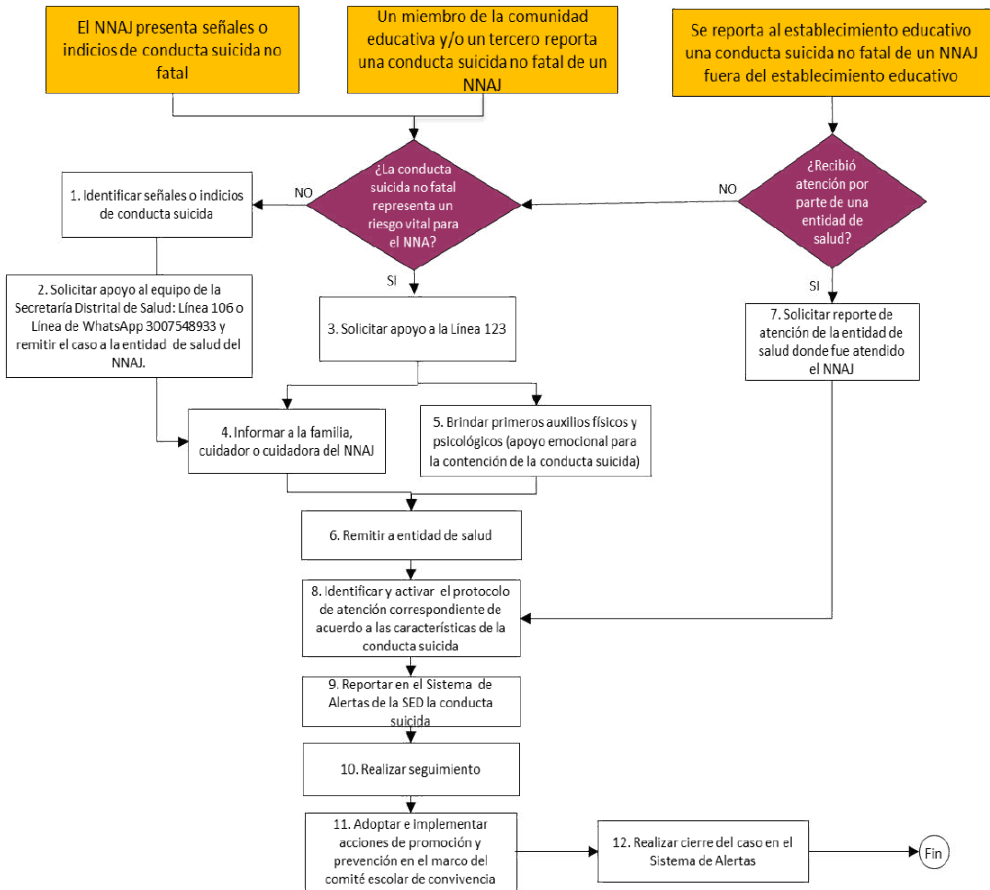 El NNAJ presenta señales o
indicios de conducta suicida no
fatal
Un miembro de la comunidad
educativa y/o un tercero reporta
una conducta suicida no fatal de un
NNAJ
Se reporta al establecimiento educativo
una conducta suicida no fatal de un NNAJ
fuera del establecimiento educativo
¿La conducta
suicida no fatal
representa un
riesgo vital para
el NNA?
¿Recibió
atención por
parte de una
entidad de
salud?
NO
NO
SI
SI
1. Identificar señales o indicios
de conducta suicida
2. Solicitar apoyo al equipo de la
Secretaría Distrital de Salud: Línea 106 o
Línea de WhatsApp 3007548933 y
remitir el caso a la entidad de salud del
NNAJ.
3. Solicitar apoyo a la Línea 123
7. Solicitar reporte de
atención de la entidad de
salud donde fue atendido
el NNAJ
4. Informar a la familia,
cuidador o cuidadora del NNAJ
5. Brindar primeros auxilios físicos y
psicológicos (apoyo emocional para
la contención de la conducta suicida)
6. Remitir a entidad de salud
8. Identificar y activar el protocolo
de atención correspondiente de
acuerdo a las características de la
conducta suicida
9. Reportar en el Sistema de
Alertas de la SED la conducta
suicida
10. Realizar seguimiento
11. Adoptar e implementar
acciones de promoción y
prevención en el marco del
comité escolar de convivencia
12. Realizar cierre del caso en el
Sistema de Alertas
Fin